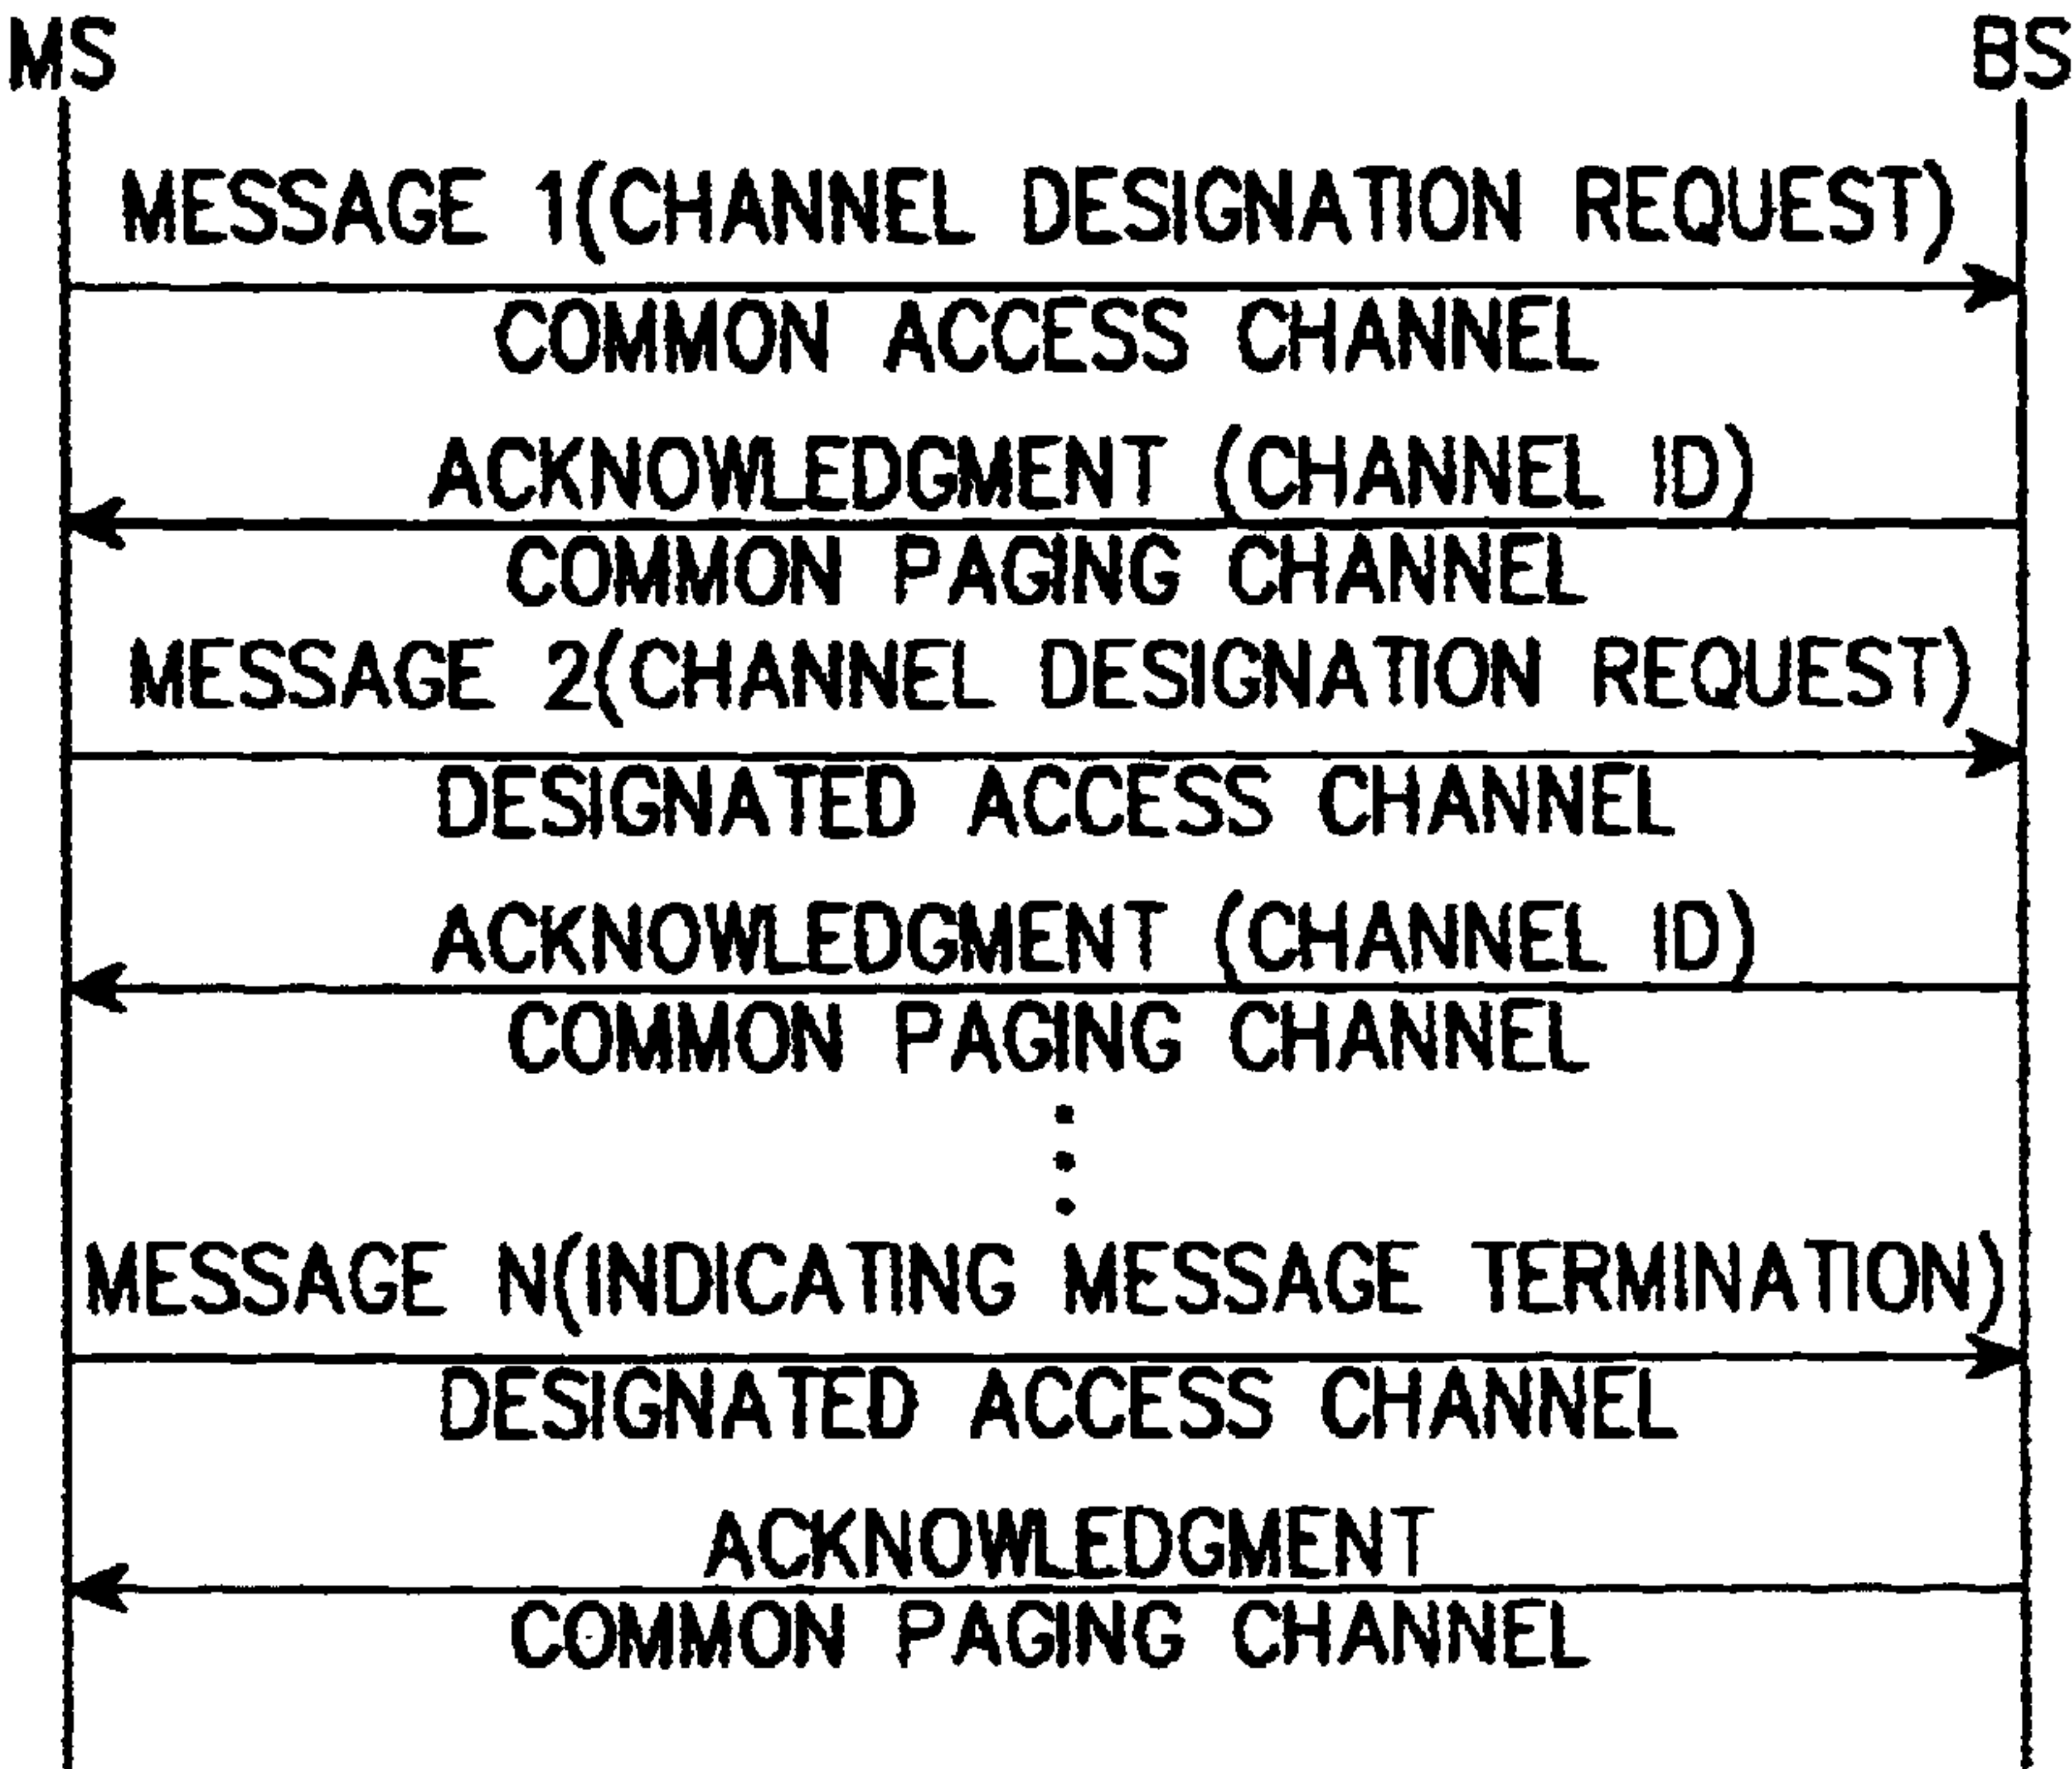 MS BS
MESSAGE 1(CHANNEL DESIGNATION REQUEST)
COMMON ACCESS CHANNEL
ACKNOWLEDGMENT (CHANNEL ID)
COMMON PAGING CHANNEL
MESSAGE 2(CHANNEL DESIGNATION REQUEST)
DESIGNATED ACCESS CHANNEL
ACKNOWLEDGMENT (CHANNEL ID)
COMMON PAGING CHANNEL
MESSAGE N(INDICATING MESSAGE TERMINATION)
DESIGNATED ACCESS CHANNEL
ACKNOWLEDGMENT
COMMON PAGING CHANNEL